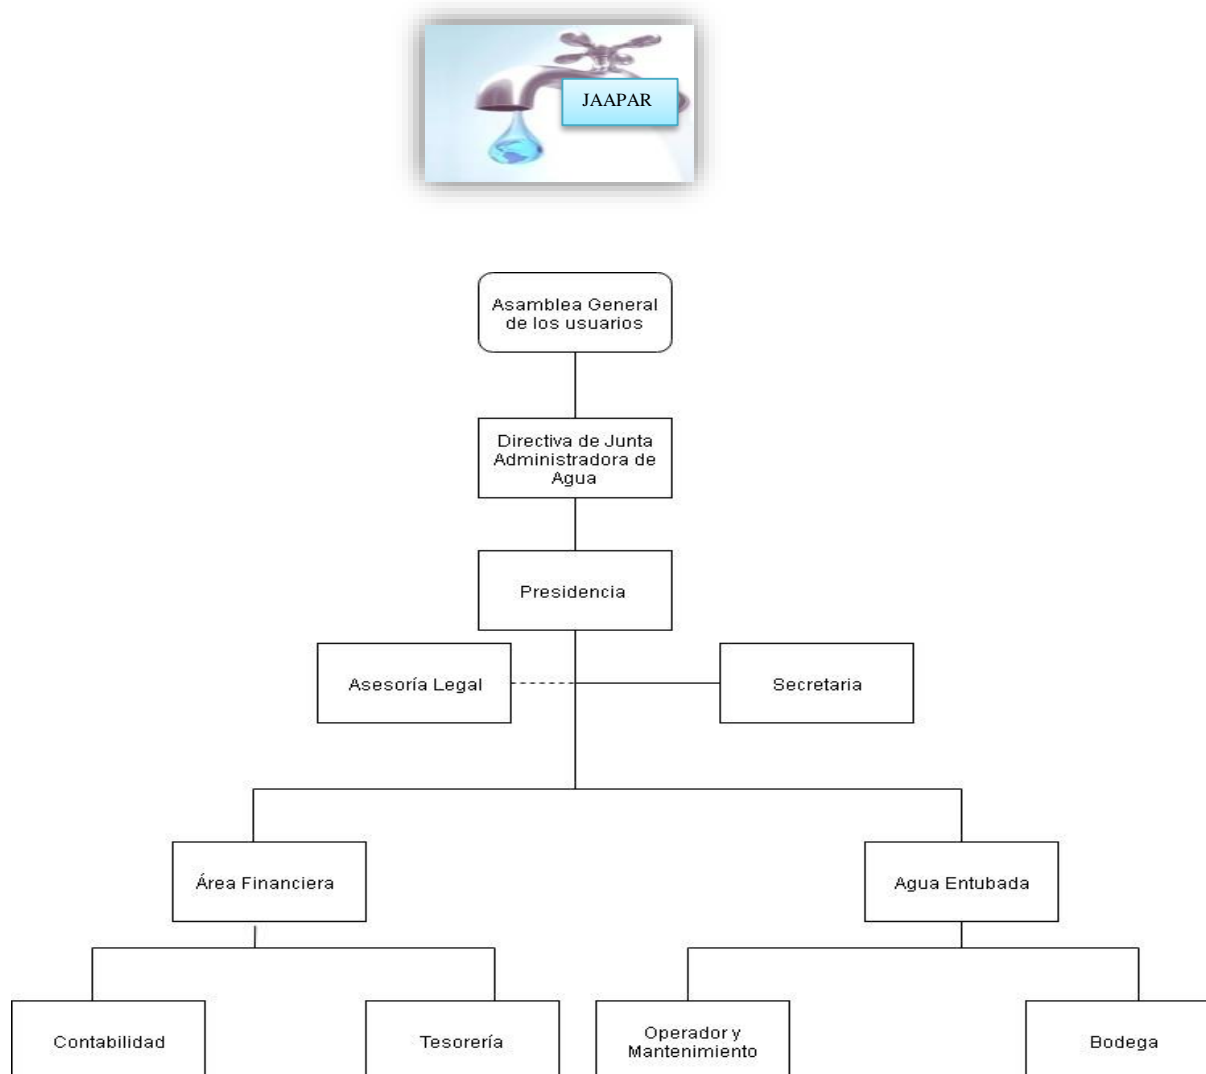 JAAPAR
Asamblea General
de los usuarios
Directiva de Junta
Administradora de
Agua
Presidencia
Asesoría Legal
Secretaria
Área Financiera
Agua Entubada
Contabilidad
Tesorería
Operador y
Mantenimiento
Bodega